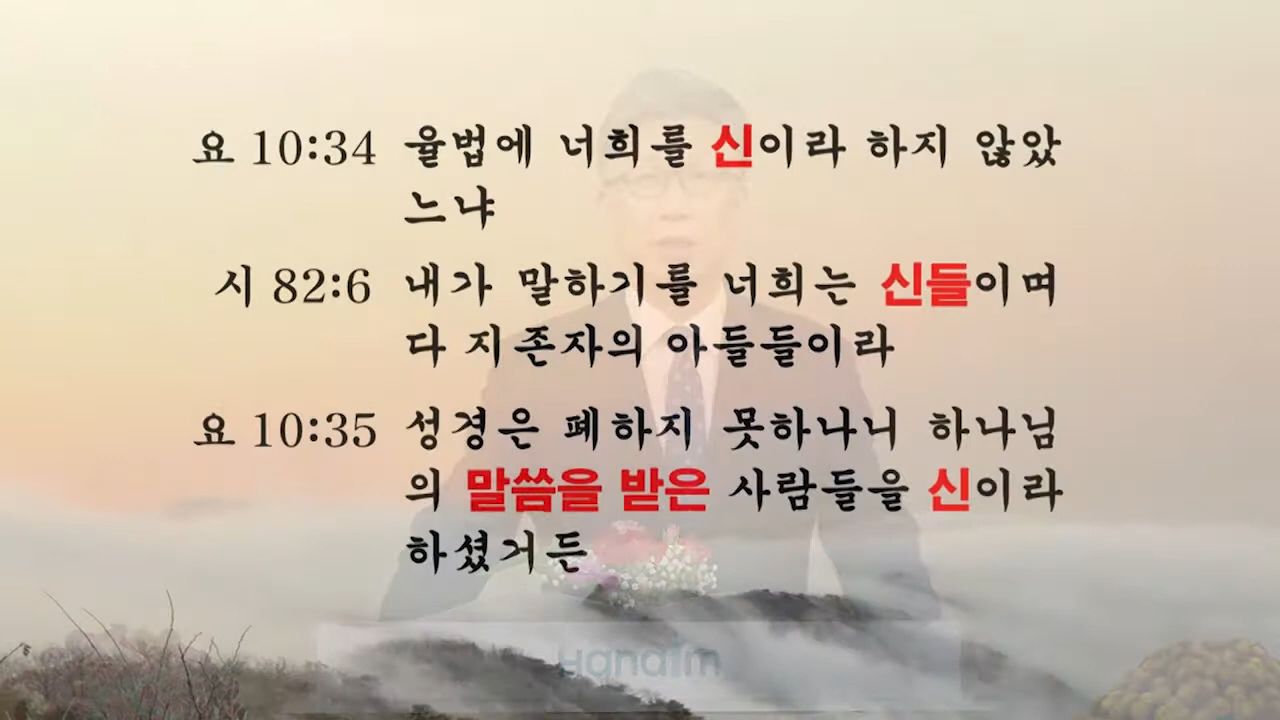 요 10:34 율법에 너희를 신이라 하지 않았
느냐
시 82:6 내가 말하기를 너희는 신들이며
다 지존자의 아들들이라
요 10:35 성경은 폐하지 못하나니 하나님
의 말씀을 받은 사람들을 신이라
하셨거든